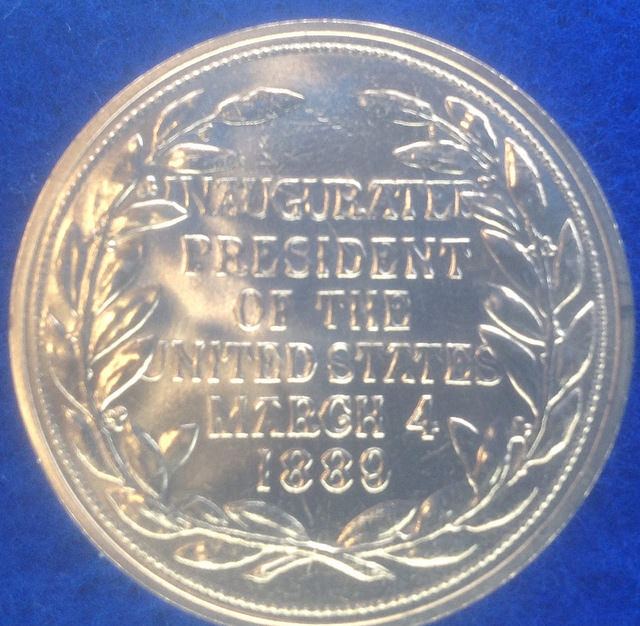 INAUGURATED
PRESIDENT
OF THE
UNITED STATES
MARCH 4
1889